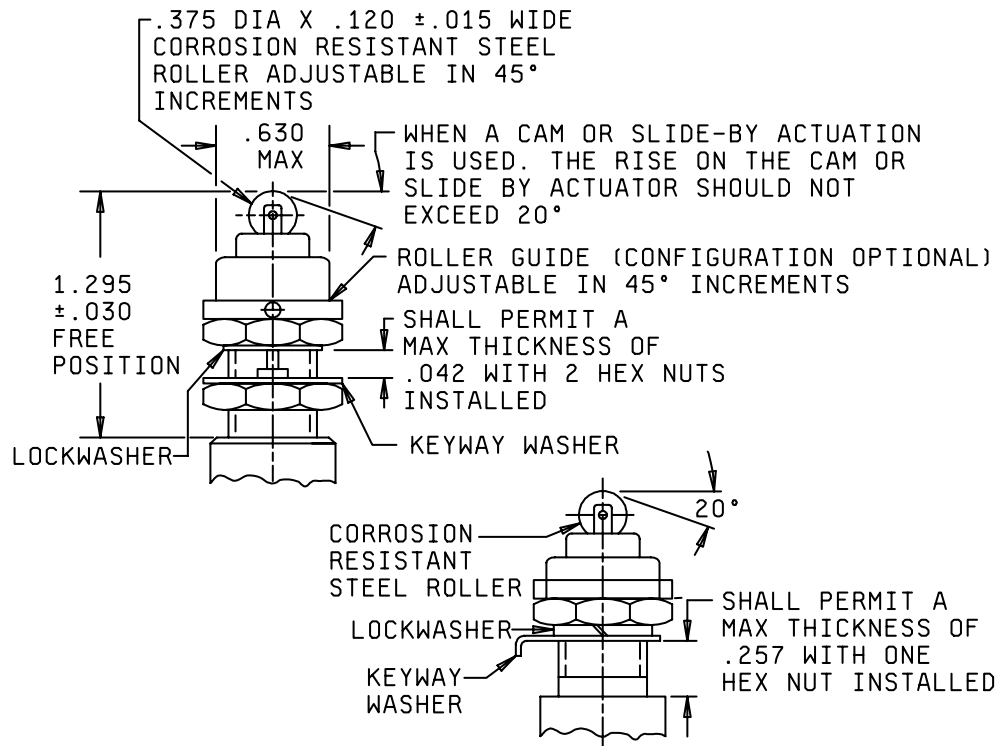 .375 DIA X .120 ±.015 WIDE
CORROSION RESISTANT STEEL
ROLLER ADJUSTABLE IN 45°
INCREMENTS
.630
MAX
WHEN A CAM OR SLIDE-BY ACTUATION
IS USED. THE RISE ON THE CAM OR
SLIDE BY ACTUATOR SHOULD NOT
EXCEED 20°
ROLLER GUIDE (CONFIGURATION OPTIONAL)
ADJUSTABLE IN 45° INCREMENTS
1.295
±.030
FREE
POSITION
SHALL PERMIT A
MAX THICKNESS OF
.042 WITH 2 HEX NUTS
INSTALLED
LOCKWASHER
KEYWAY WASHER
20°
CORROSION
RESISTANT
STEEL ROLLER
LOCKWASHER
KEYWAY
WASHER
SHALL PERMIT A
MAX THICKNESS OF
.257 WITH ONE
HEX NUT INSTALLED